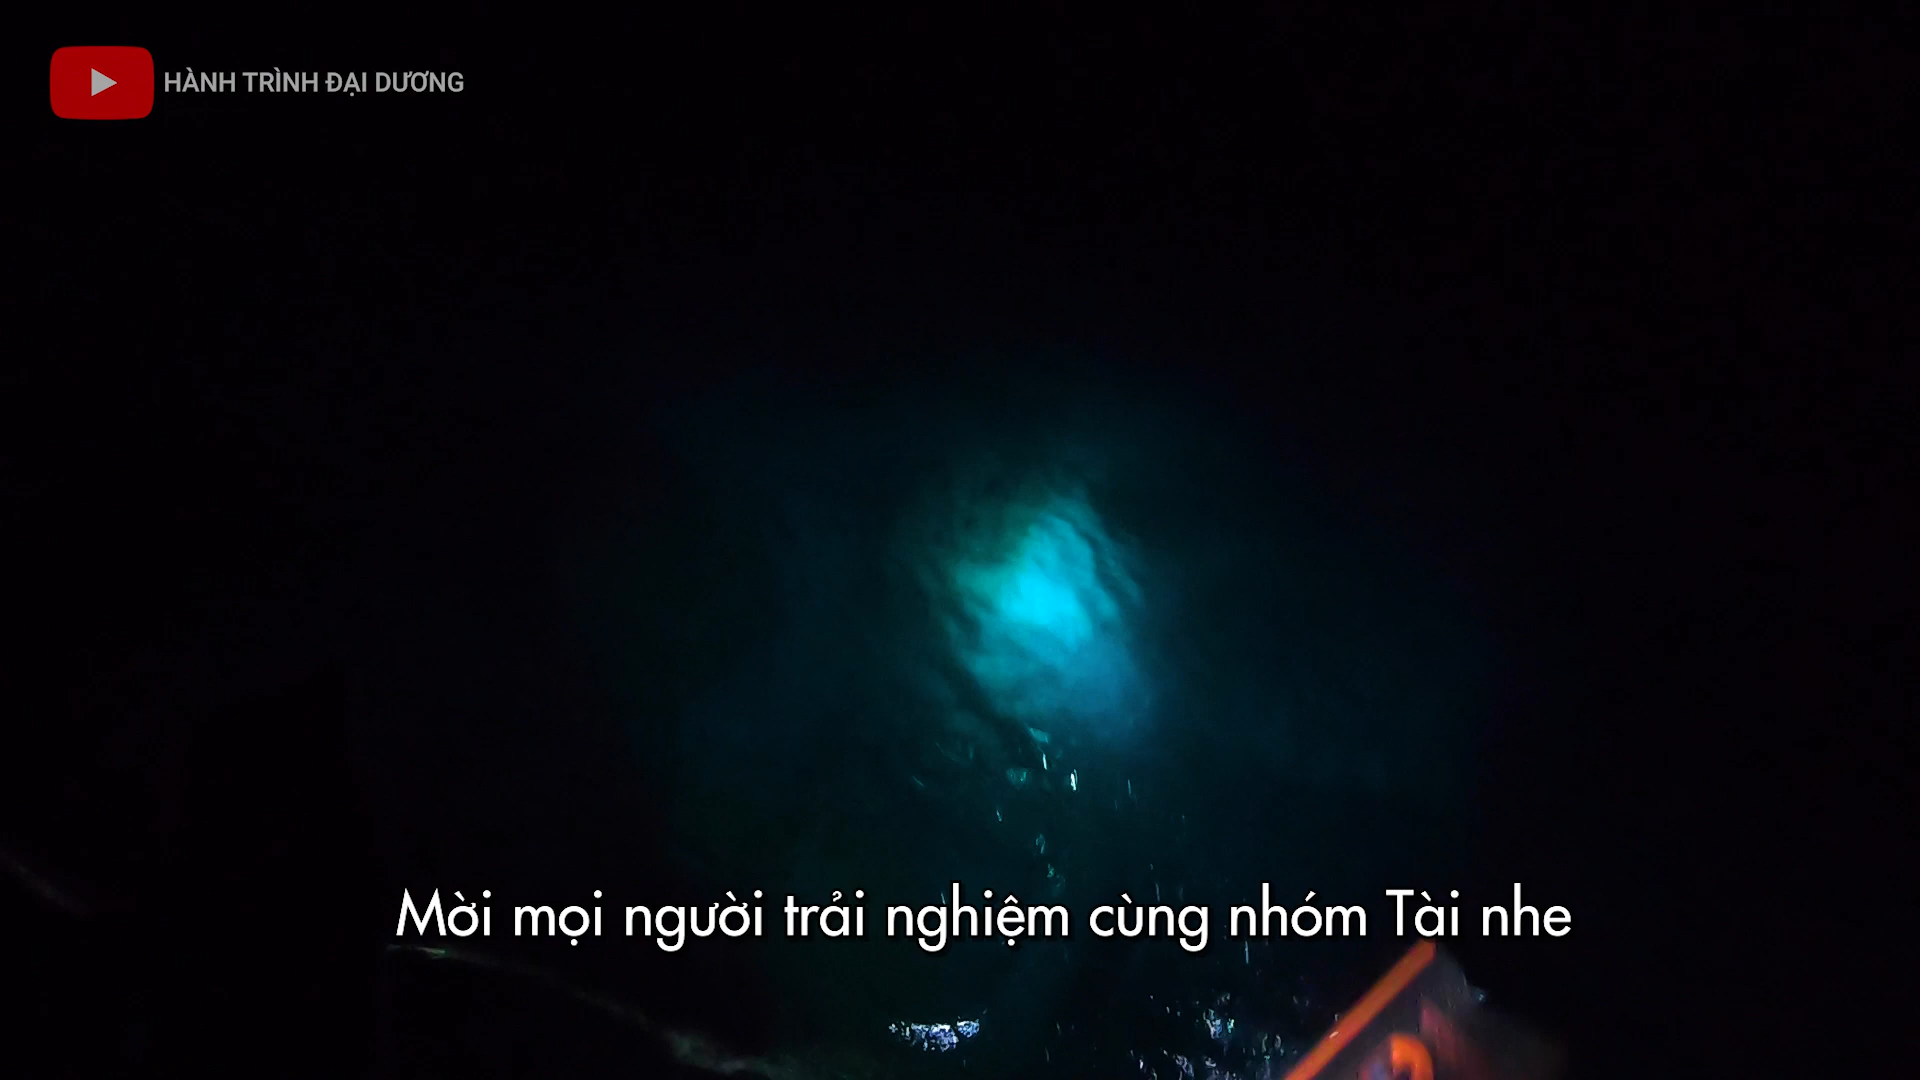 HÀNH TRÌNH ĐẠI DƯƠNG
Mời mọi người trải nghiệm cùng nhóm Tài nhe